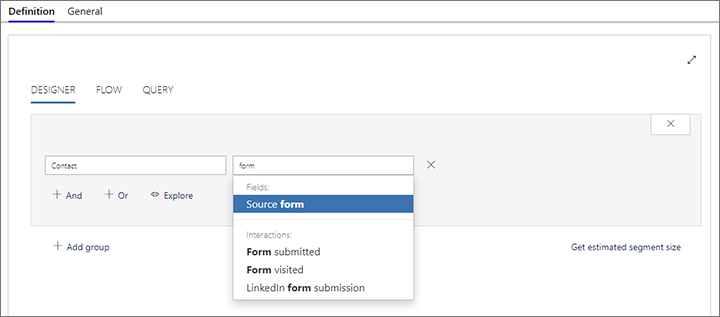 Definition General
DESIGNER FLOW QUERY
Contact form
Fields:
And Or Explore Source form
Interactions:
Add group Form submitted Get estimated segment size
Form visited
LinkedIn form submission